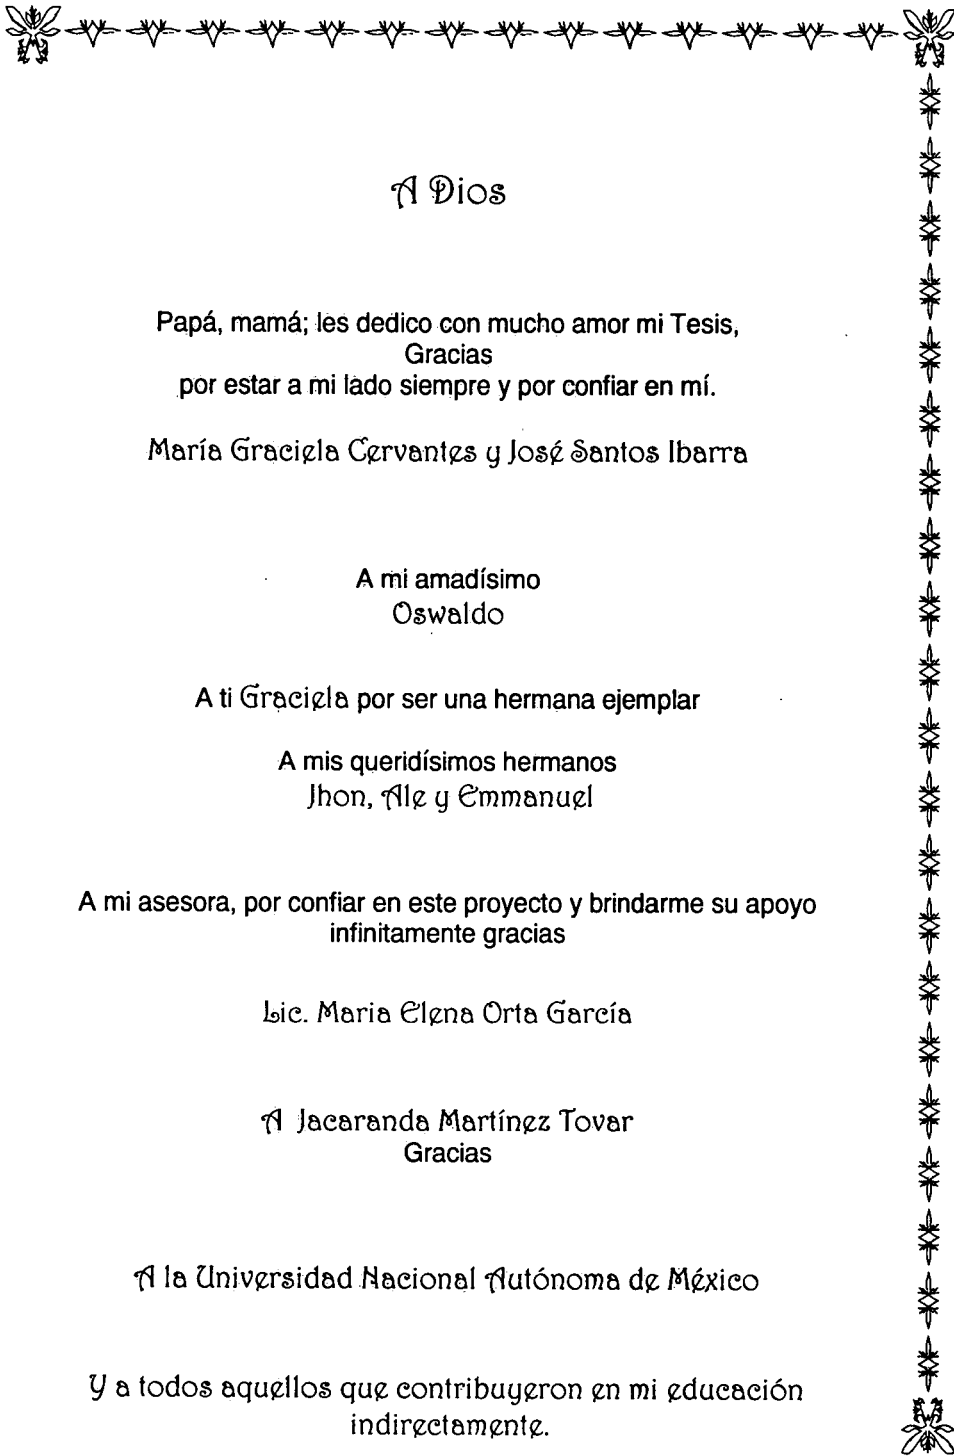 A Dios
Papá, mamá; les dedico con mucho amor mi Tesis,
Gracias
por estar a mi lado siempre y por confiar en mí.
María Graciela Cervantes y José Santos Ibarra
A mi amadísimo
Oswaldo
A ti Graciela por ser una hermana ejemplar
A mis queridísimos hermanos
Jhon, Ale y Emmanuel
A mi asesora, por confiar en este proyecto y brindarme su apoyo
infinitamente gracias
Lic. Maria Elena Orta García
A Jacaranda Martínez Tovar
Gracias
A la Universidad Nacional Autónoma de México
Y a todos aquellos que contribuyeron en mi educación
indirectamente.